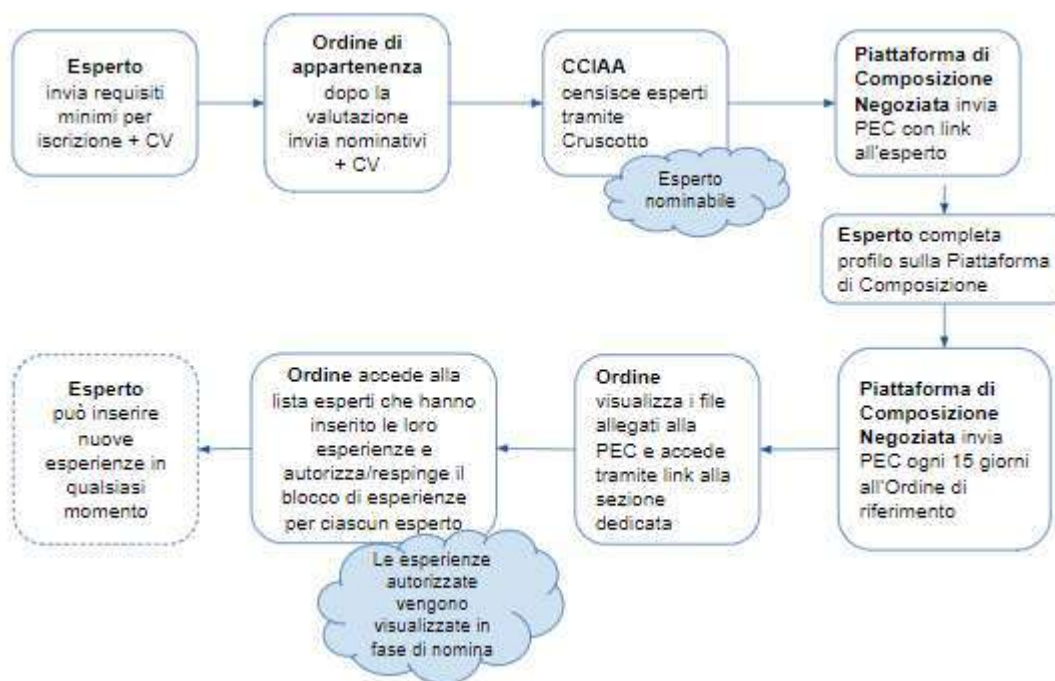 Esperto
invia requisiti
minimi per
iscrizione + CV
Ordine di
appartenenza
dopo la
valutazione
invia nominativi
+ CV
CCIAA
censisce esperti
tramite
Cruscotto
Esperto
nominabile
Piattaforma di
Composizione
Negoziata invia
PEC con link
all'esperto
Esperto completa
profilo sulla Piattaforma
di Composizione
Piattaforma di
Composizione
Negoziata invia
PEC ogni 15 giorni
all'Ordine di
riferimento
Ordine
visualizza i file
allegati alla
PEC e accede
tramite link alla
sezione
dedicata
Ordine accede alla
lista esperti che hanno
inserito le loro
esperienze e
autorizza/respinge il
blocco di esperienze
per ciascun esperto
Le esperienze
autorizzate
vengono
visualizzate in
fase di nomina
Esperto
può inserire
nuove
esperienze in
qualsiasi
momento